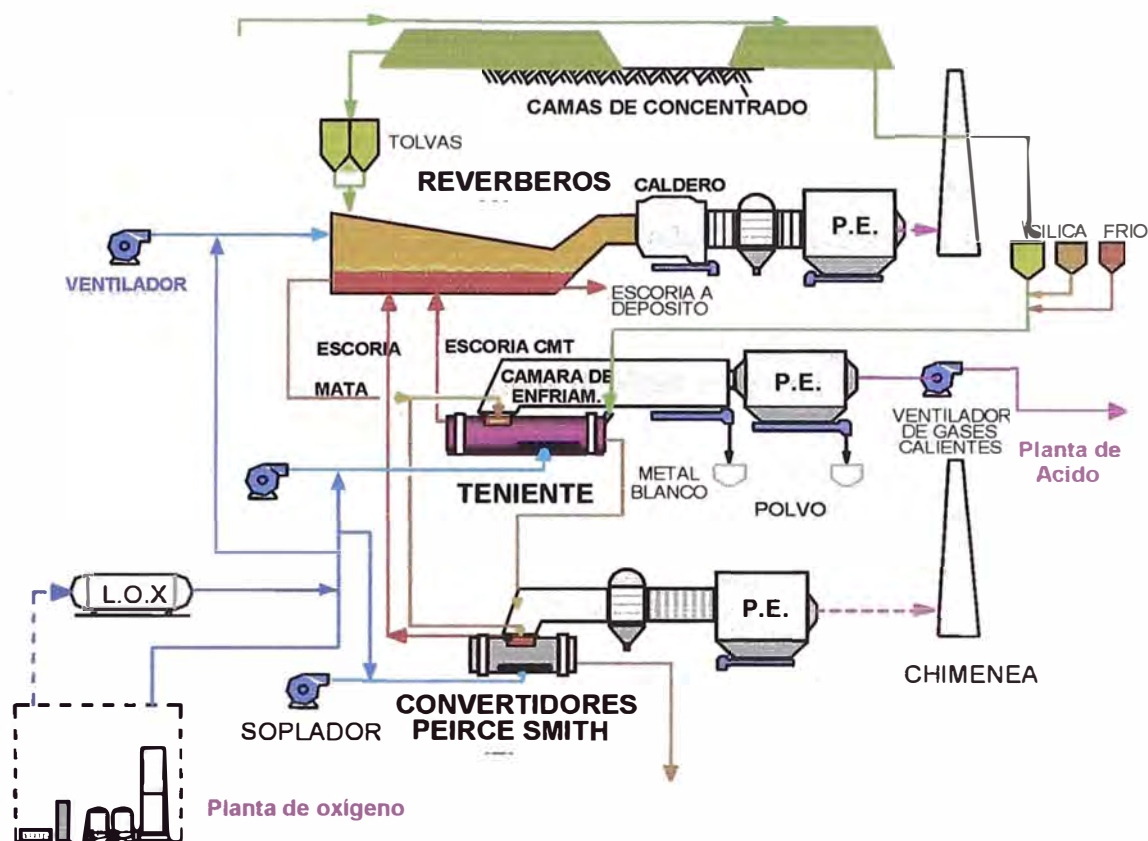 CAMAS DE CONCENTRADO
TOLVAS
REVERBEROS
CALDERO
P.E.
SILICA
FRIO
VENTILADOR
ESCORIA A
DEPOSITO
ESCORIA
ESCORIA CMT
MATA
CAMARA DE
ENFRIAM.
P.E.
VENTILADOR
DE GASES
CALIENTES
Planta de
Acido
METAL
BLANCO
POLVO
TENIENTE
L.O.X
P.E.
CHIMENEA
SOPLADOR
CONVERTIDORES
PEIRCE SMITH
Planta de oxígeno